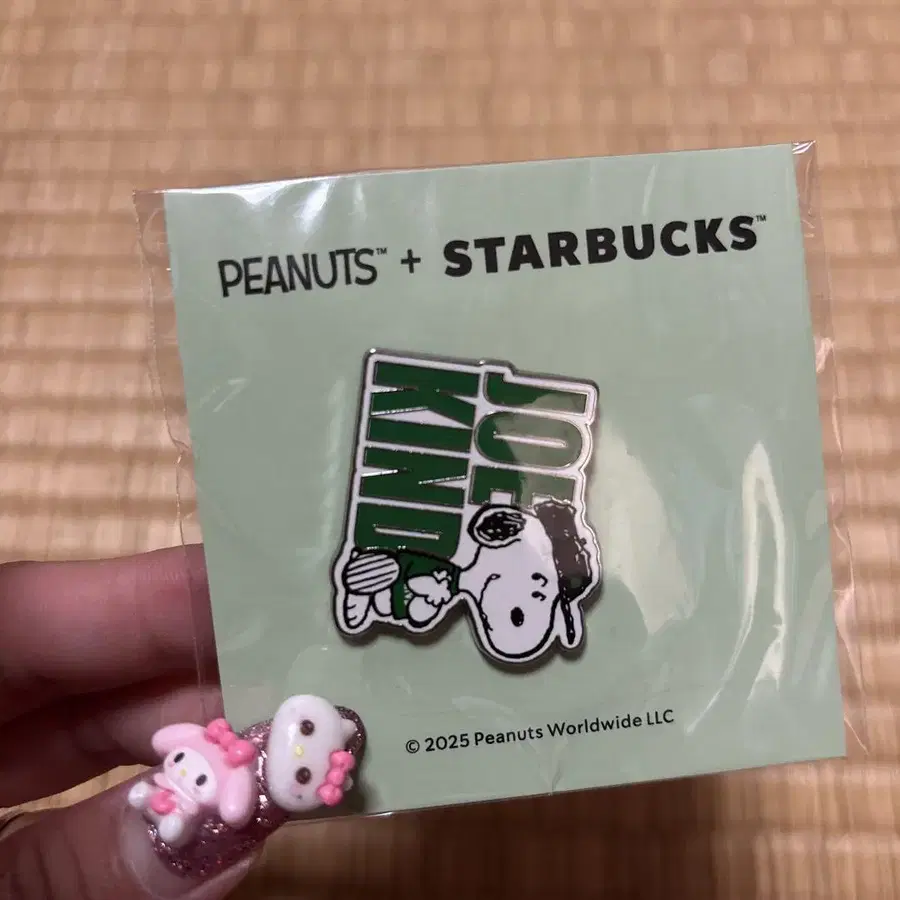 PEANUTS™ + STARBUCKS™
JOE
KIND
© 2025 Peanuts Worldwide LLC